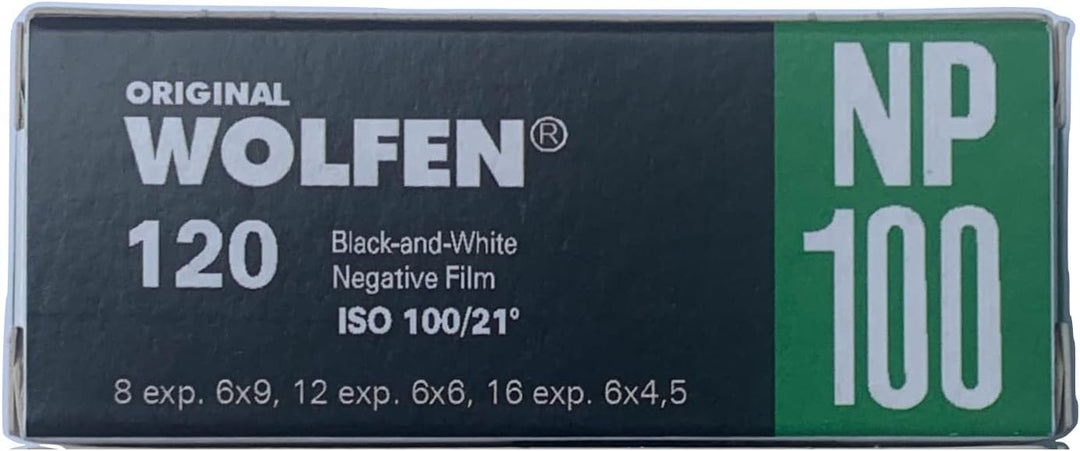 ORIGINAL
WOLFEN®
120
Black-and-White
Negative Film
ISO 100/21°
8 exp. 6x9, 12 exp. 6x6, 16 exp. 6x4,5
NP
100